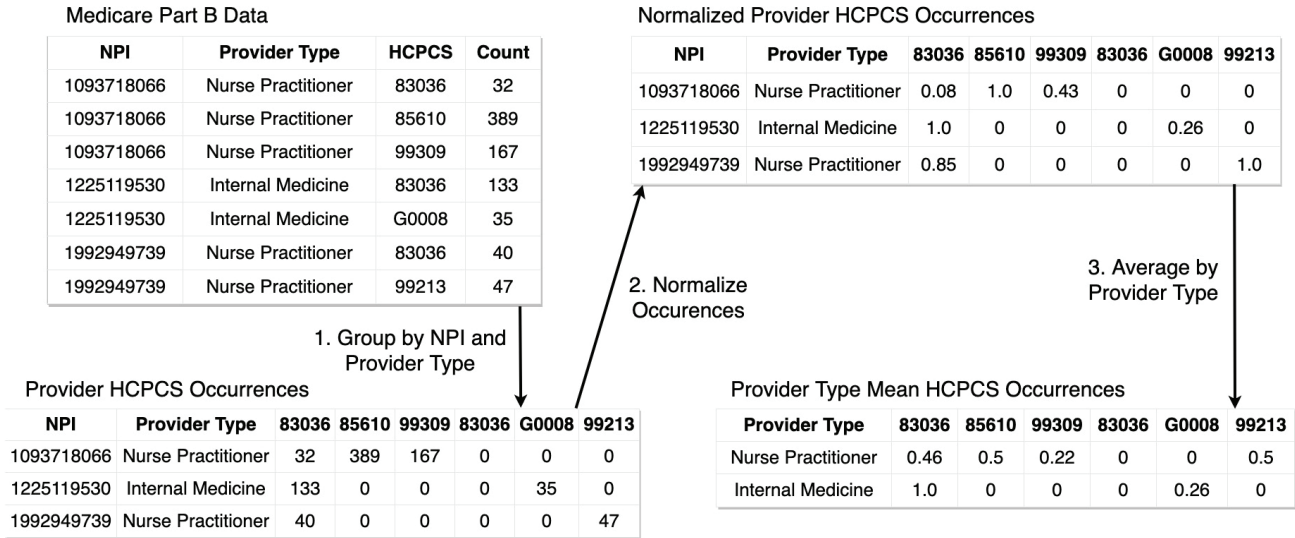 Medicare Part B Data
NPI Provider Type HCPCS Count
1093718066 Nurse Practitioner 83036 32
1093718066 Nurse Practitioner 85610 389
1093718066 Nurse Practitioner 99309 167
1225119530 Internal Medicine 83036 133
1225119530 Internal Medicine G0008 35
1992949739 Nurse Practitioner 83036 40
1992949739 Nurse Practitioner 99213 47
1. Group by NPI and
Provider Type
Provider HCPCS Occurrences
NPI Provider Type 83036 85610 99309 83036 G0008 99213
1093718066 Nurse Practitioner 32 389 167 0 0 0
1225119530 Internal Medicine 133 0 0 0 35 0
1992949739 Nurse Practitioner 40 0 0 0 0 47
2. Normalize
Occurences
Normalized Provider HCPCS Occurrences
NPI Provider Type 83036 85610 99309 83036 G0008 99213
1093718066 Nurse Practitioner 0.08 1.0 0.43 0 0 0
1225119530 Internal Medicine 1.0 0 0 0 0.26 0
1992949739 Nurse Practitioner 0.85 0 0 0 0 1.0
3. Average by
Provider Type
Provider Type Mean HCPCS Occurrences
Provider Type 83036 85610 99309 83036 G0008 99213
Nurse Practitioner 0.46 0.5 0.22 0 0 0.5
Internal Medicine 1.0 0 0 0 0.26 0